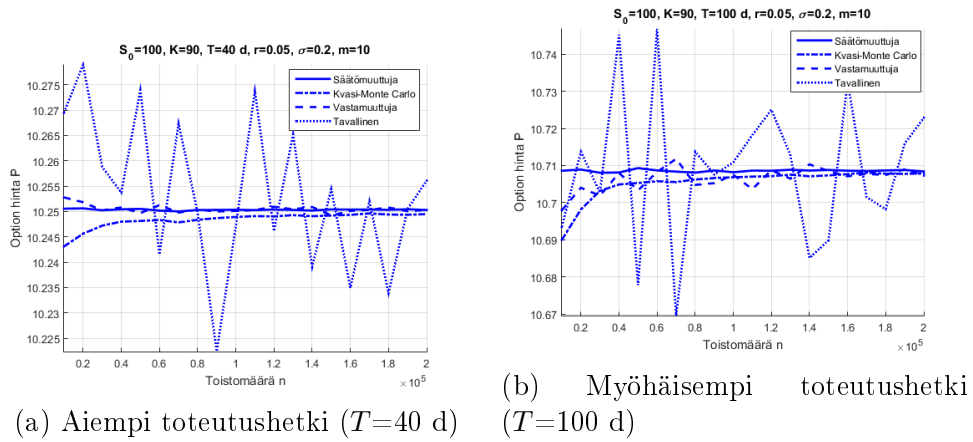 S₀=100, K=90, T=40 d, r=0.05, σ=0.2, m=10
Säätömuuttuja
Kvasi-Monte Carlo
Vastamuuttuja
Tavallinen
Option hinta P
10.275
10.27
10.265
10.26
10.255
10.25
10.245
10.24
10.235
10.23
10.225
0.2 0.4 0.6 0.8 1 1.2 1.4 1.6 1.8 2
Toistomäärä n
×10⁵
(a) Aiempi toteutushetki (T=40 d)
S₀=100, K=90, T=100 d, r=0.05, σ=0.2, m=10
Säätömuuttuja
Kvasi-Monte Carlo
Vastamuuttuja
Tavallinen
Option hinta P
10.74
10.73
10.72
10.71
10.7
10.69
10.68
10.67
0.2 0.4 0.6 0.8 1 1.2 1.4 1.6 1.8 2
Toistomäärä n
×10⁵
(b) Myöhäisempi toteutushetki
(T=100 d)